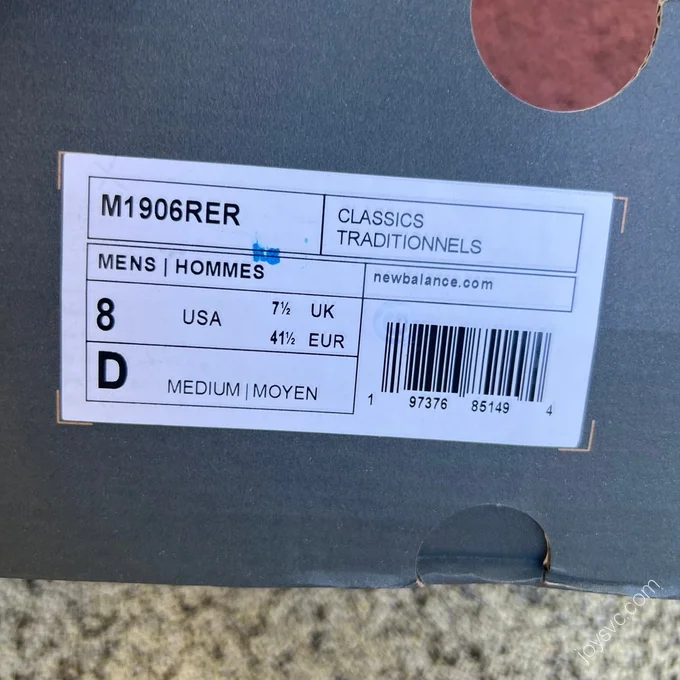 M1906RER
CLASSICS
TRADITIONNELS
MENS | HOMMES
newbalance.com
8 USA 7½ UK
41½ EUR
D MEDIUM | MOYEN
1 97376 85149 4
joysvc.com